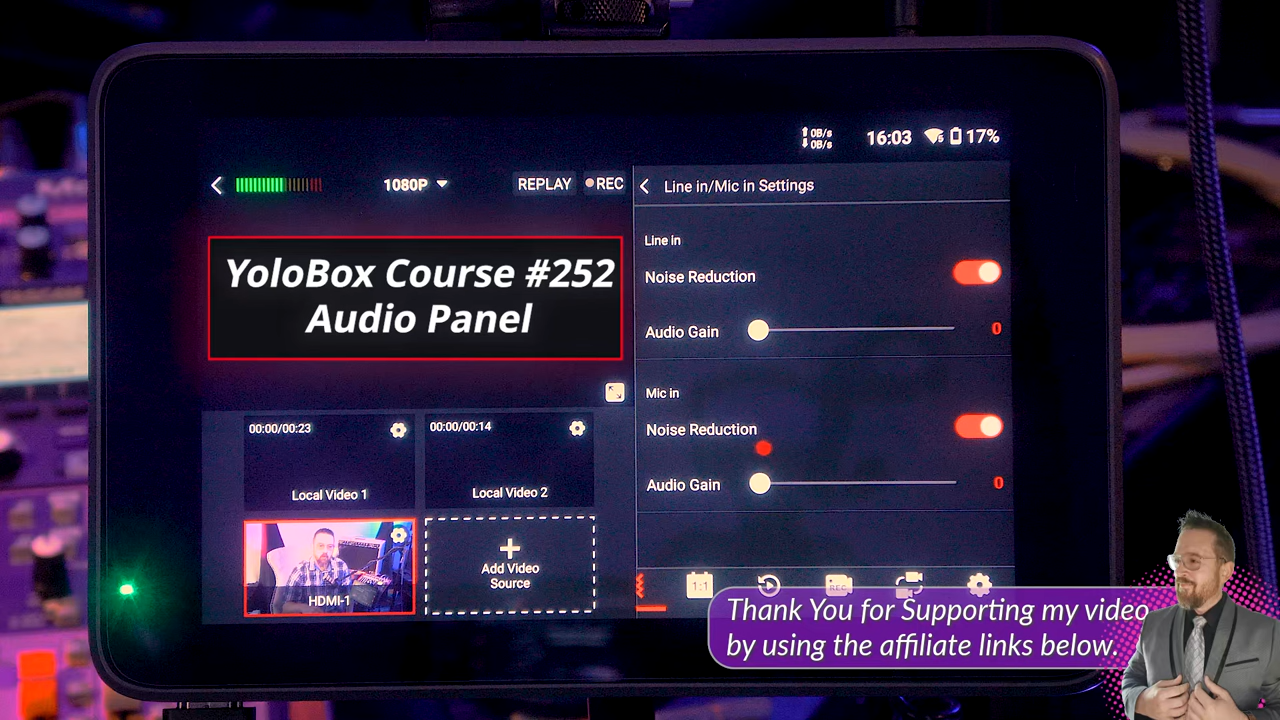 0B/s
0B/s
16:03
17%
1080P
REPLAY
REC
Line in/Mic in Settings
Line in
Noise Reduction
Audio Gain
0
YoloBox Course #252
Audio Panel
Mic in
Noise Reduction
Audio Gain
0
00:00/00:23
Local Video 1
00:00/00:14
Local Video 2
HDMI-1
Add Video
Source
1:1
REC
Thank You for Supporting my video
by using the affiliate links below.